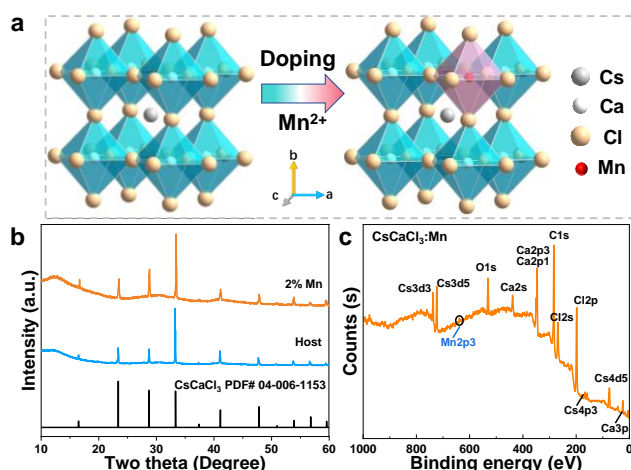 a
Doping
Mn²⁺
Cs
Ca
Cl
Mn
b
c
a
b
2% Mn
Host
CsCaCl₃ PDF# 04-006-1153
Intensity (a.u.)
10 20 30 40 50 60
Two theta (Degree)
c
CsCaCl₃:Mn
C1s
Ca2p3
Ca2p1
Cs3d3
Cs3d5
O1s
Ca2s
Cl2p
Cl2s
Mn2p3
Cs4d5
Cs4p3
Ca3p
Counts (s)
1000 800 600 400 200 0
Binding energy (eV)